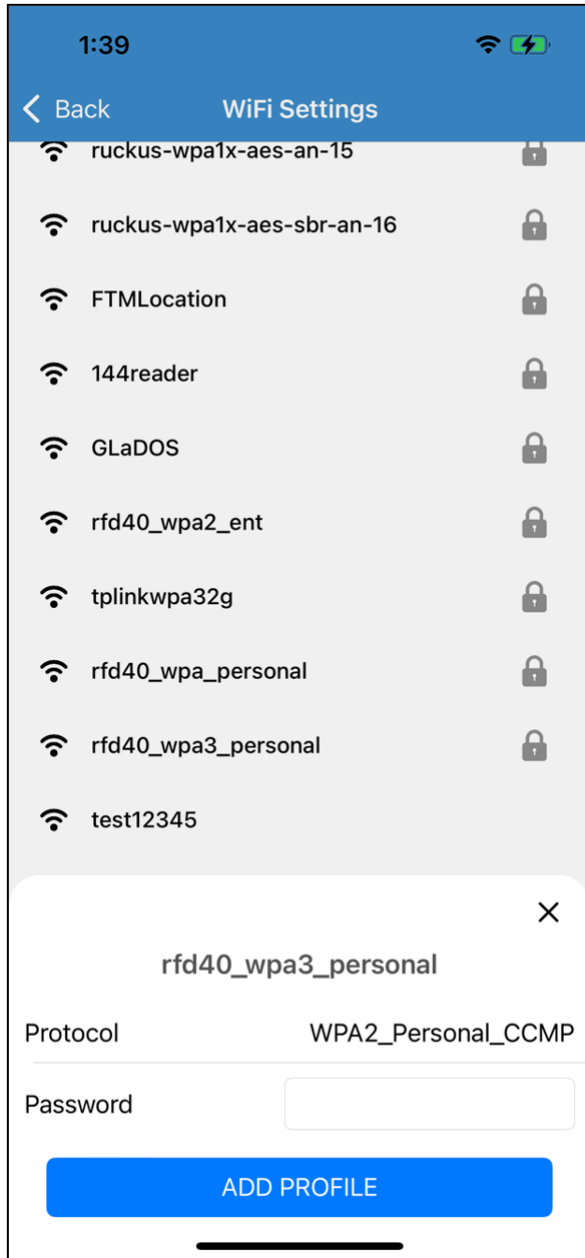 1:39
Back WiFi Settings
ruckus-wpa1x-aes-an-15
ruckus-wpa1x-aes-sbr-an-16
FTMLocation
144reader
GLaDOS
rfd40_wpa2_ent
tplinkwpa32g
rfd40_wpa_personal
rfd40_wpa3_personal
test12345
rfd40_wpa3_personal
Protocol WPA2_Personal_CCMP
Password
ADD PROFILE